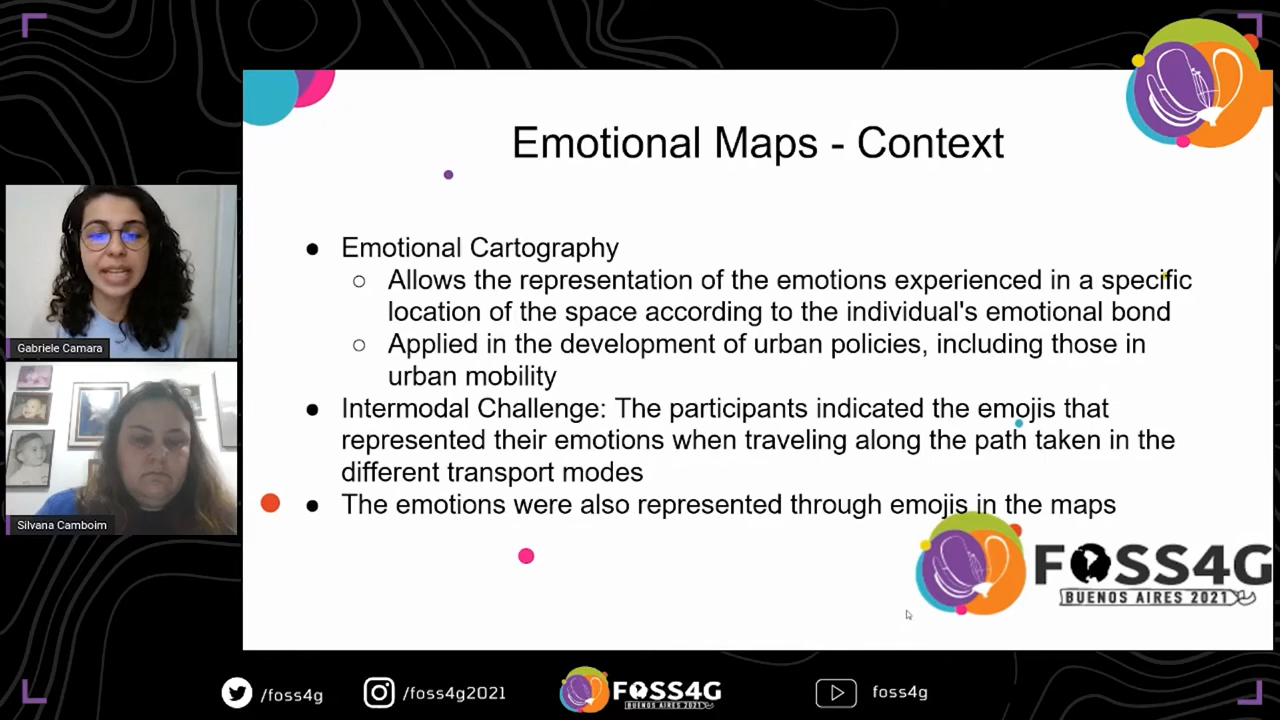 Emotional Maps - Context
● Emotional Cartography
○ Allows the representation of the emotions experienced in a specific
location of the space according to the individual's emotional bond
○ Applied in the development of urban policies, including those in
urban mobility
● Intermodal Challenge: The participants indicated the emojis that
represented their emotions when traveling along the path taken in the
different transport modes
● The emotions were also represented through emojis in the maps
Gabriele Camara
Silvana Camboim
FOSS4G
BUENOS AIRES 2021
/foss4g
/foss4g2021
FOSS4G
BUENOS AIRES 2021
foss4g